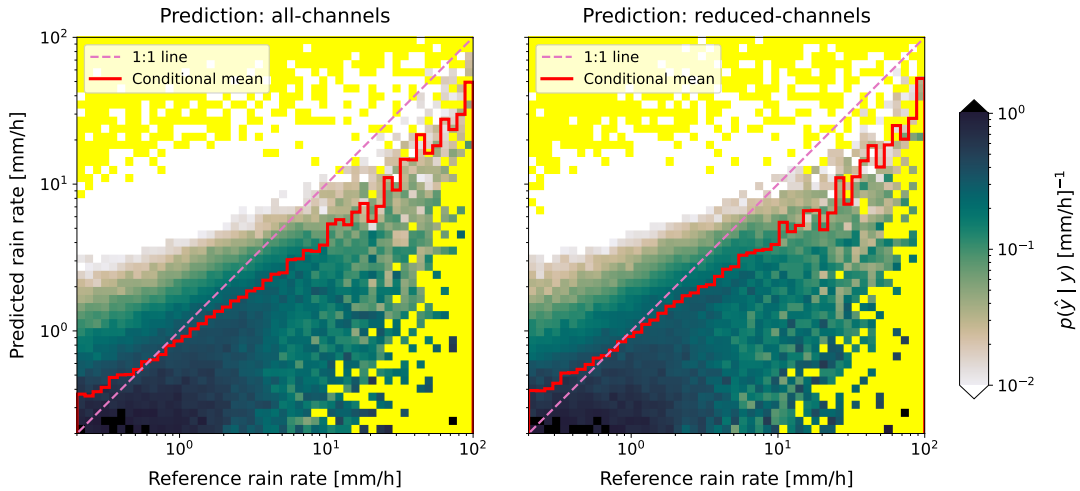 Prediction: all-channels
Prediction: reduced-channels
1:1 line
Conditional mean
1:1 line
Conditional mean
Predicted rain rate [mm/h]
10²
10¹
10⁰
10⁰
10¹
10²
10⁰
10¹
10²
Reference rain rate [mm/h]
Reference rain rate [mm/h]
10⁰
10⁻¹
10⁻²
p(ŷ | y) [mm/h]⁻¹